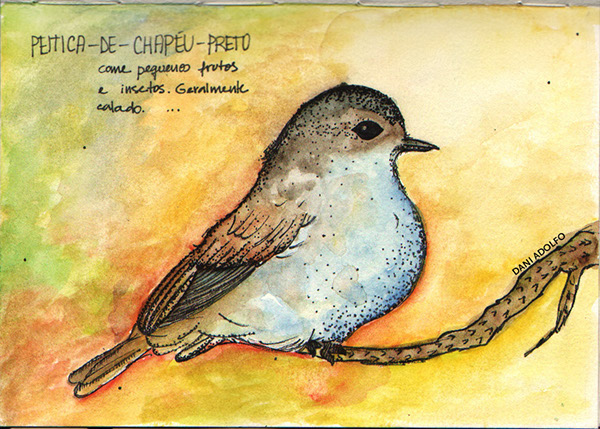 PEITICA-DE-CHAPÉU-PRETO
come pequenos frutos
e insetos. Geralmente
calado. ...
DANI ADOLFO